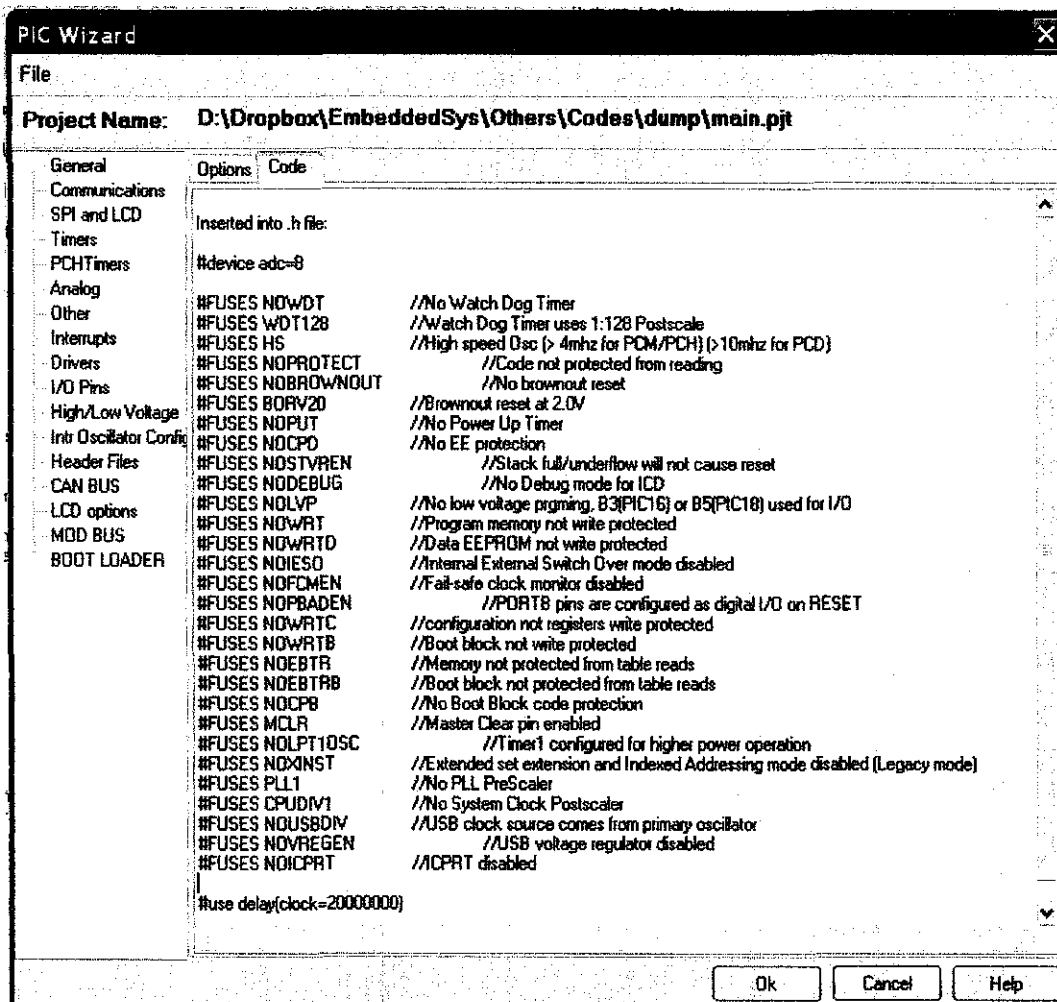 PIC Wizard
File
Project Name: D:\Dropbox\EmbeddedSys\Others\Codes\dump\main.pjt
General
Communications
SPI and LCD
Timers
PCHTimers
Analog
Other
Interrupts
Drivers
I/O Pins
High/Low Voltage
Intr Oscillator Config
Header Files
CAN BUS
LCD options
MOD BUS
BOOT LOADER
Options Code
Inserted into .h file:
#device adc=8
#FUSES NOWDT //No Watch Dog Timer
#FUSES WDT128 //Watch Dog Timer uses 1:128 Postscale
#FUSES HS //High speed Osc (> 4mhz for PCM/PCH) (>10mhz for PCD)
#FUSES NOPROTECT //Code not protected from reading
#FUSES NOBROWNOUT //No brownout reset
#FUSES BORV20 //Brownout reset at 2.0V
#FUSES NOPUT //No Power Up Timer
#FUSES NOCPD //No EE protection
#FUSES NOSTVREN //Stack full/underflow will not cause reset
#FUSES NODEBUG //No Debug mode for ICD
#FUSES NOLVP //No low voltage prgming, B3(PIC16) or B5(PIC18) used for I/O
#FUSES NOWRT //Program memory not write protected
#FUSES NOWRTD //Data EEPROM not write protected
#FUSES NOIESO //Internal External Switch Over mode disabled
#FUSES NOFCMEN //Fail-safe clock monitor disabled
#FUSES NOPBADEN //PORTB pins are configured as digital I/O on RESET
#FUSES NOWRTC //configuration not registers write protected
#FUSES NOWRTB //Boot block not write protected
#FUSES NOEBTR //Memory not protected from table reads
#FUSES NOEBTRB //Boot block not protected from table reads
#FUSES NOCPB //No Boot Block code protection
#FUSES MCLR //Master Clear pin enabled
#FUSES NOLPT1OSC //Timer1 configured for higher power operation
#FUSES NOXINST //Extended set extension and Indexed Addressing mode disabled (Legacy mode)
#FUSES PLL1 //No PLL PreScaler
#FUSES CPUDIV1 //No System Clock Postscaler
#FUSES NOUSBDIV //USB clock source comes from primary oscillator
#FUSES NOVREGEN //USB voltage regulator disabled
#FUSES NOICPRT //ICPRT disabled
#use delay(clock=20000000)
Ok Cancel Help